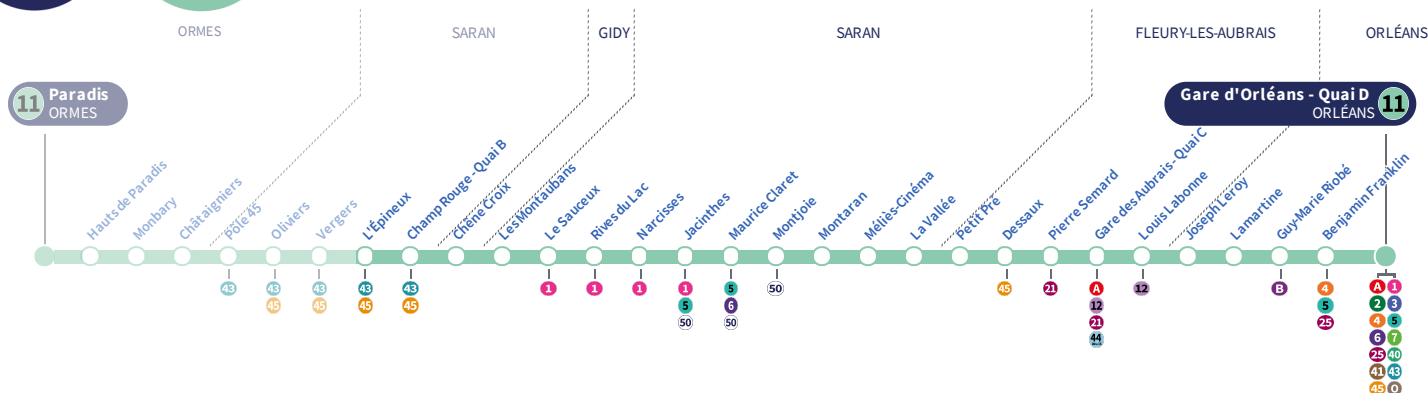 ORMES
SARAN
GIDY
SARAN
FLEURY-LES-AUBRAIS
ORLÉANS
11
Paradis
ORMES
Gare d'Orléans - Quai D
ORLÉANS
11
Hauts de Paradis
Monbary
Châtaigniers
Pôle 45
Oliviers
Vergers
L'Épineux
Champ Rouge - Quai B
Chêne Croix
Les Montaubans
Le Sauceux
Rives du Lac
Narcisses
Jacinthes
Maurice Claret
Montjoie
Montaran
Méliès-Cinéma
La Vallée
Petit Pré
Dessaux
Pierre Semard
Gare des Aubrais - Quai C
Louis Labonne
Joseph Leroy
Lamartine
Guy Marie Riobé
Benjamin Franklin
43
43
45
43
45
43
45
43
45
1
1
1
1
5
50
5
6
50
50
45
21
A
12
21
44
12
B
4
5
25
A 1
2 3
4 5
6 7
25 40
41 43
45 O